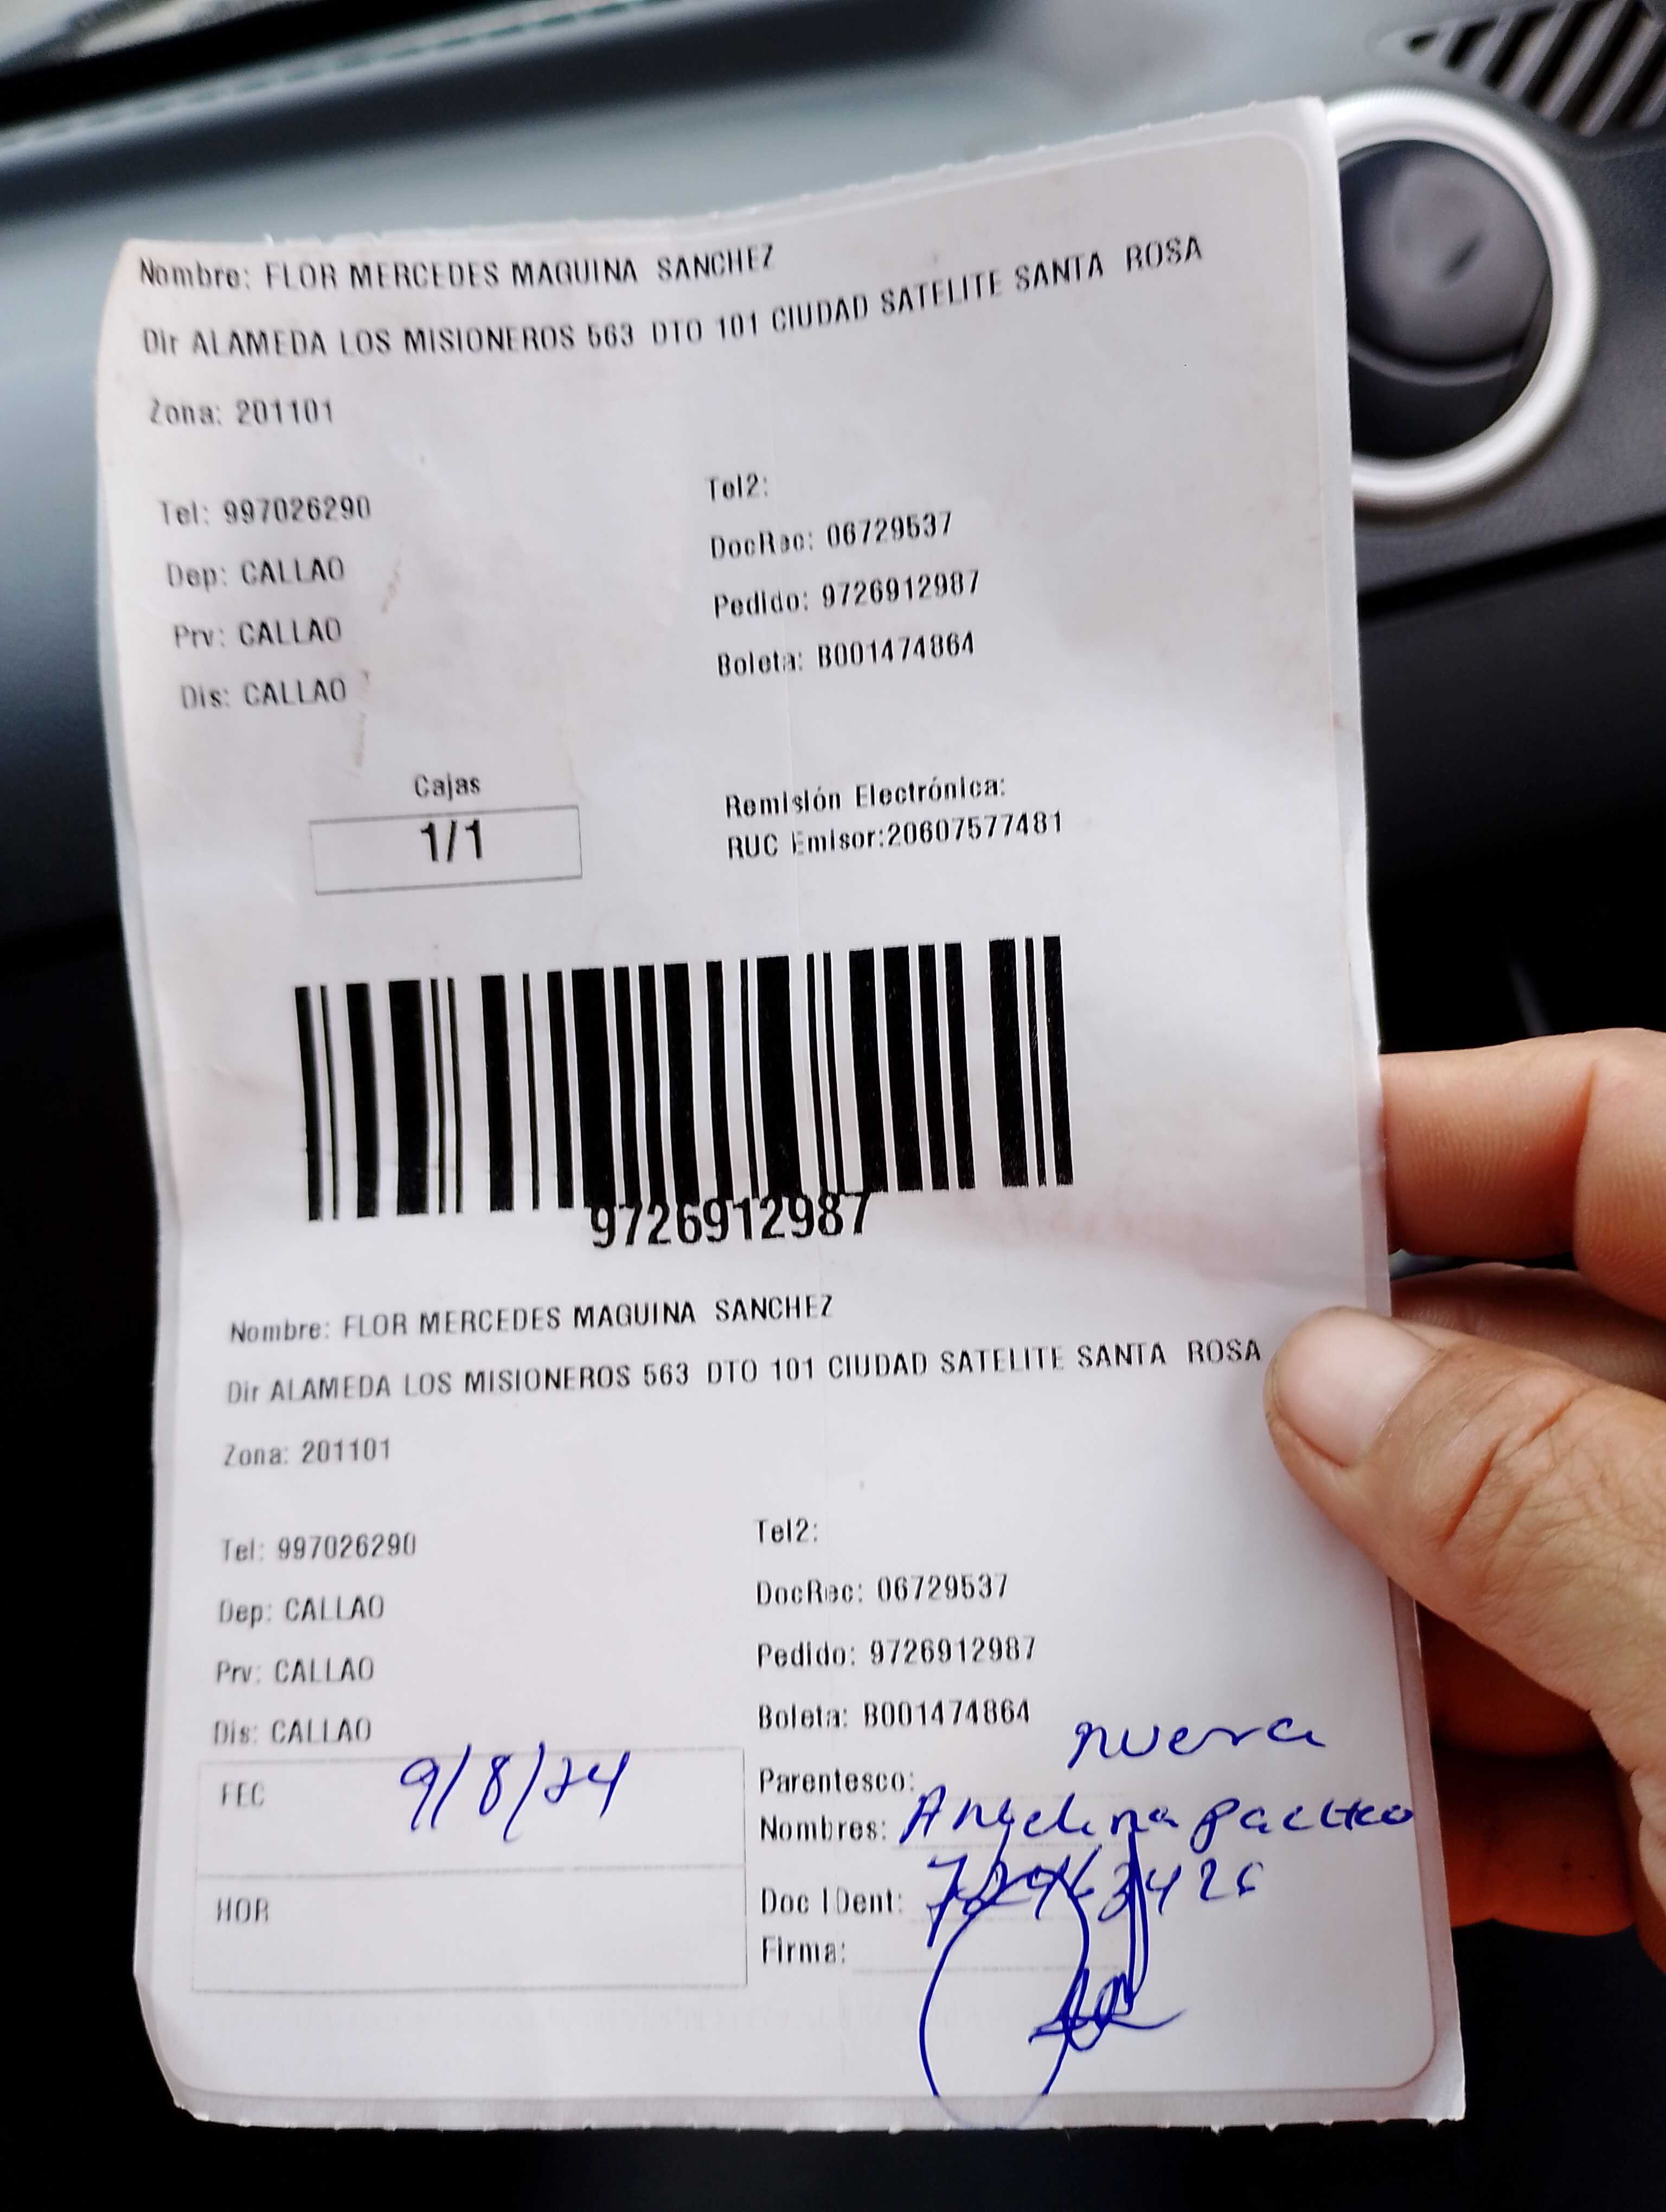 Nombre: FLOR MERCEDES MAGUINA SANCHEZ
Dir ALAMEDA LOS MISIONEROS 563 DTO 101 CIUDAD SATELITE SANTA ROSA
Zona: 201101
Tel: 997026290
Tel2:
Dep: CALLAO
DocRec: 06729537
Prv: CALLAO
Pedido: 9726912987
Dis: CALLAO
Boleta: B001474864
Cajas
1/1
Remisión Electrónica:
RUC Emisor:20607577481
9726912987
Nombre: FLOR MERCEDES MAGUINA SANCHEZ
Dir ALAMEDA LOS MISIONEROS 563 DTO 101 CIUDAD SATELITE SANTA ROSA
Zona: 201101
Tel: 997026290
Tel2:
Dep: CALLAO
DocRec: 06729537
Prv: CALLAO
Pedido: 9726912987
Dis: CALLAO
Boleta: B001474864
FEC 9/8/24
HOR
Parentesco: nuera
Nombres: Angelina pacheco
Doc IDent:
Firma: